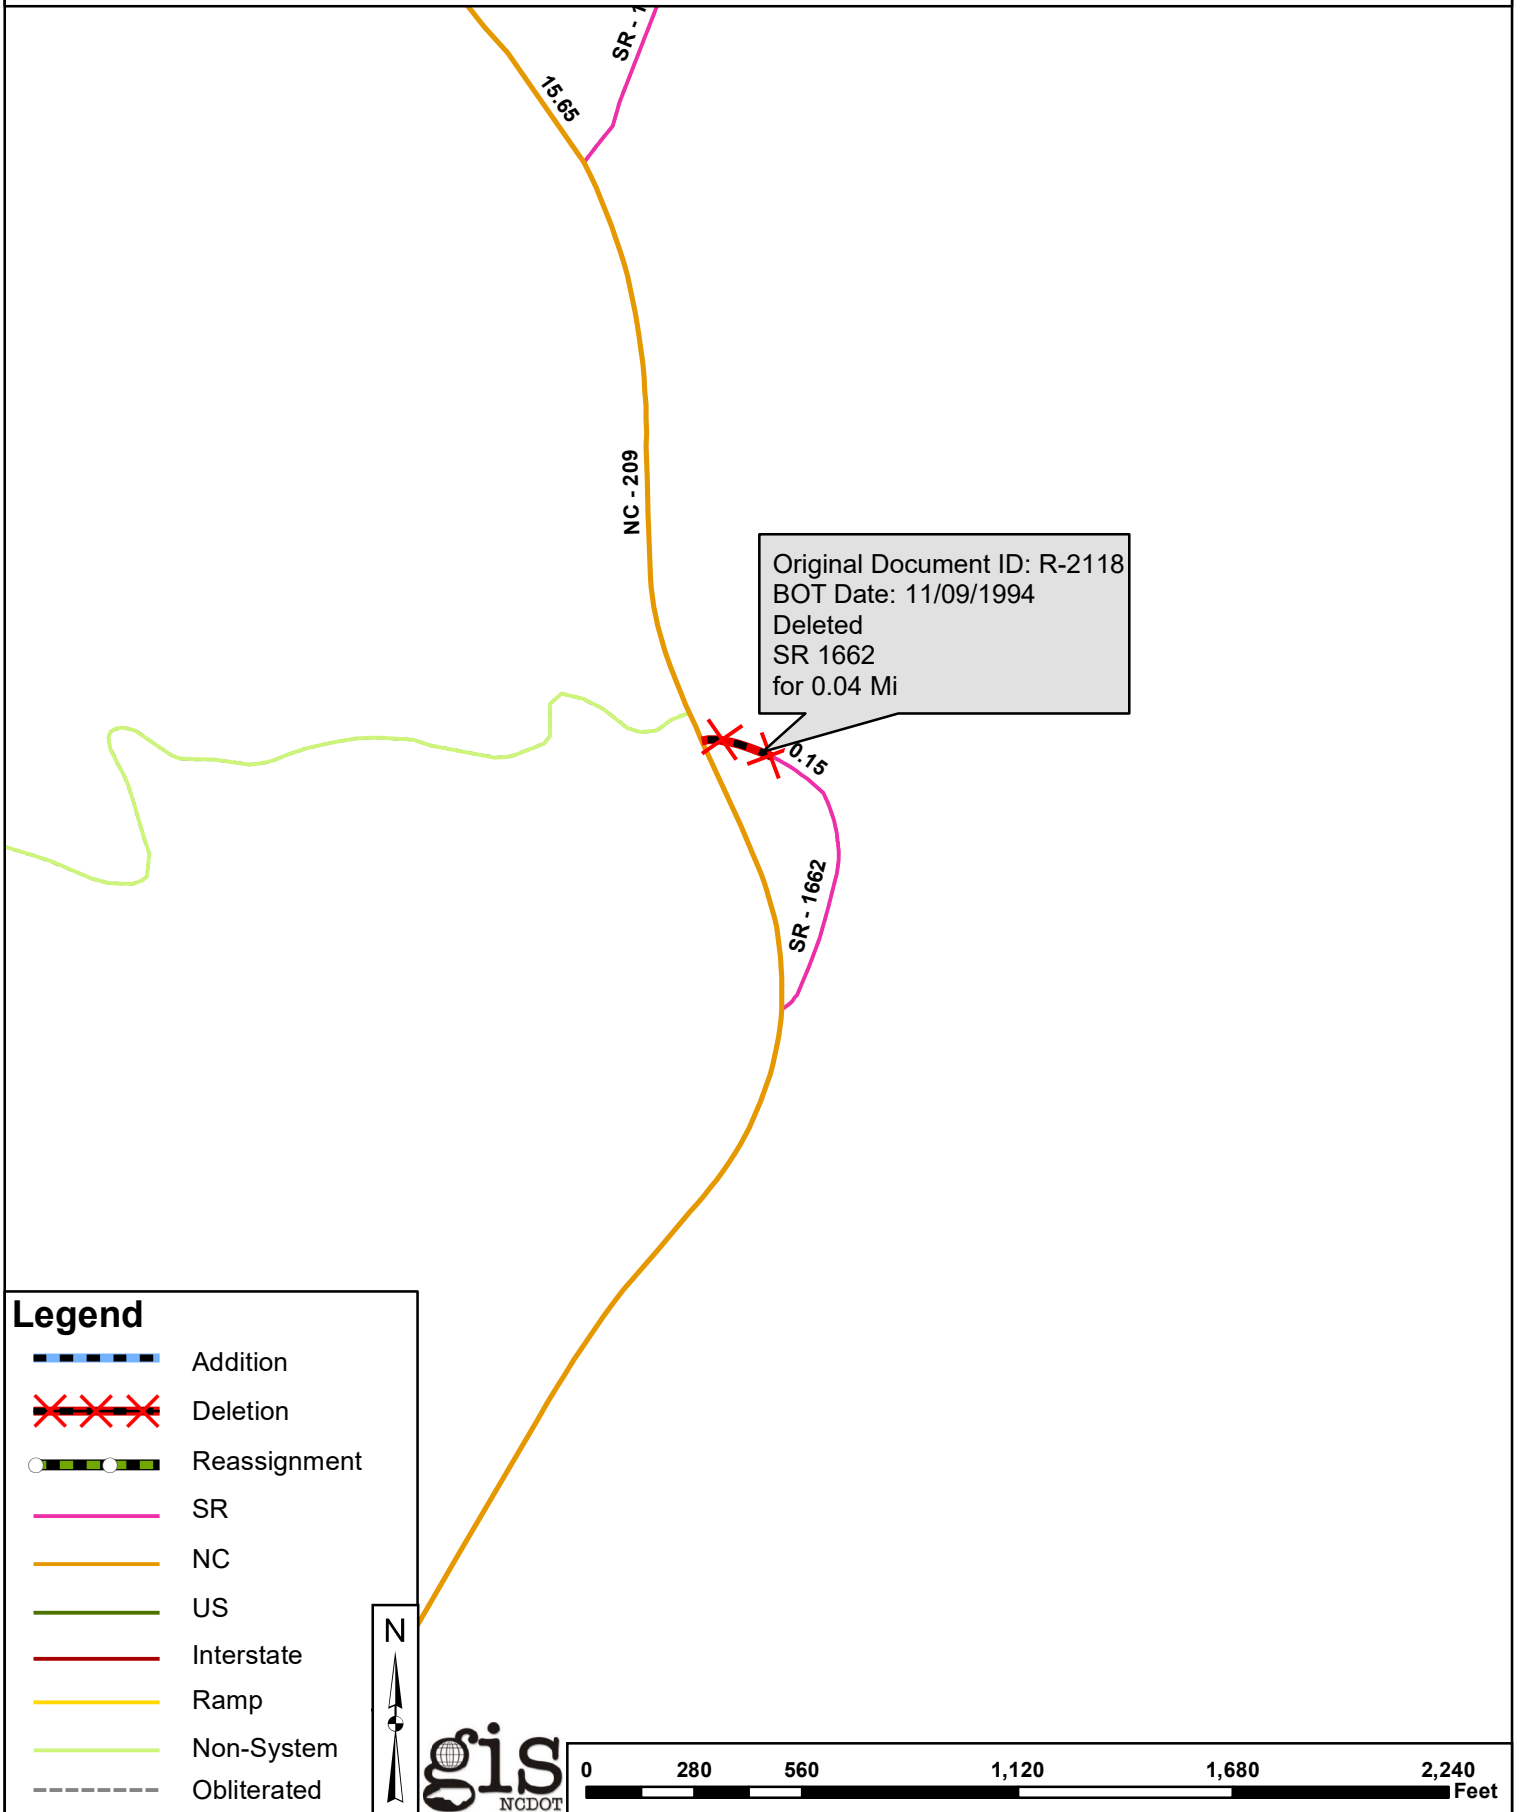 SR - 1
15.65
NC - 209
Original Document ID: R-2118
BOT Date: 11/09/1994
Deleted
SR 1662
for 0.04 Mi
0.15
SR - 1662
Legend
Addition
Deletion
Reassignment
SR
NC
US
Interstate
Ramp
Non-System
Obliterated
N
gis
NCDOT
0 280 560 1,120 1,680 2,240
Feet